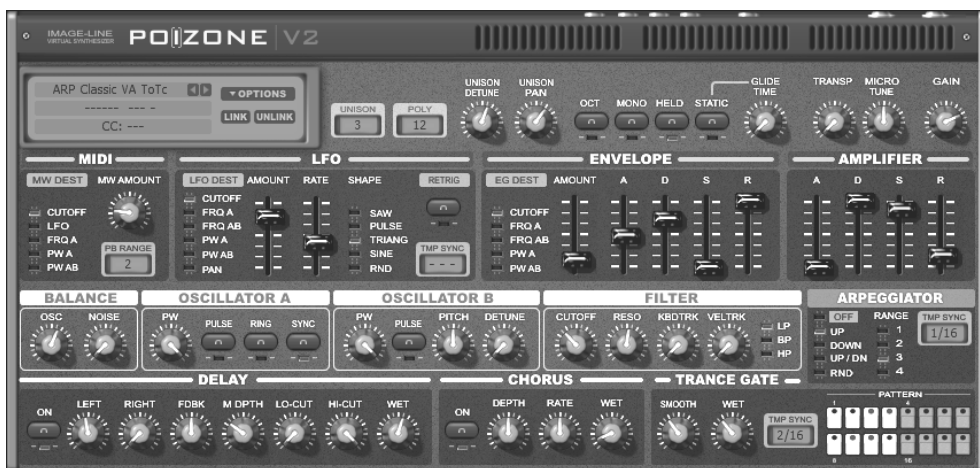 IMAGE-LINE
VIRTUAL SYNTHESIZER
POIZONE V2
ARP Classic VA ToTc
------ --- -
CC: ---
OPTIONS
LINK UNLINK
UNISON
3
POLY
12
UNISON DETUNE
UNISON PAN
OCT MONO HELD STATIC
GLIDE TIME
TRANSP
MICRO TUNE
GAIN
MIDI
MW DEST MW AMOUNT
CUTOFF
LFO
FRQ A
PW A
PW AB
PB RANGE
2
LFO
LFO DEST AMOUNT RATE SHAPE RETRIG
CUTOFF
FRQ A
FRQ AB
PW A
PW AB
PAN
SAW
PULSE
TRIANG
SINE
RND
TMP SYNC
---
ENVELOPE
EG DEST AMOUNT A D S R
CUTOFF
FRQ A
FRQ AB
PW A
PW AB
AMPLIFIER
A D S R
BALANCE
OSC NOISE
OSCILLATOR A
PW PULSE RING SYNC
OSCILLATOR B
PW PULSE PITCH DETUNE
FILTER
CUTOFF RESO KBDTRK VELTRK
LP
BP
HP
ARPEGGIATOR
OFF
UP
DOWN
UP / DN
RND
RANGE
1
2
3
4
TMP SYNC
1/16
DELAY
ON LEFT RIGHT FDBK M DPTH LO-CUT HI-CUT WET
CHORUS
ON DEPTH RATE WET
TRANCE GATE
SMOOTH WET
TMP SYNC
2/16
PATTERN
1 4
16